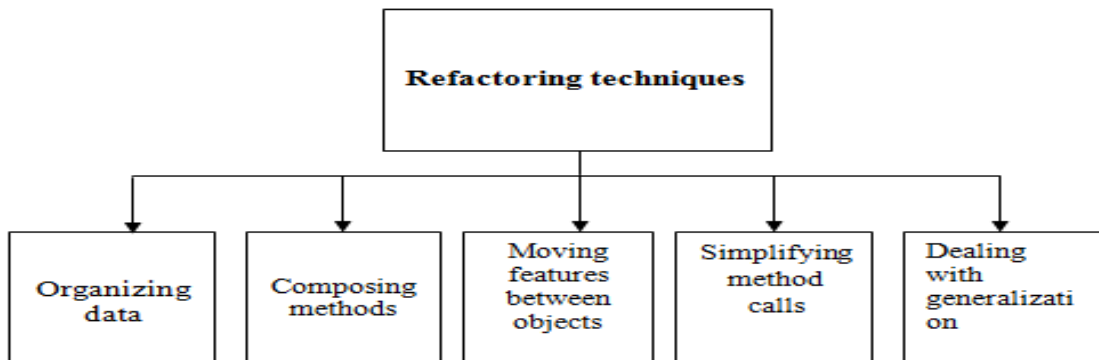 Refactoring techniques
Organizing
data
Composing
methods
Moving
features
between
objects
Simplifying
method
calls
Dealing
with
generalizati
on